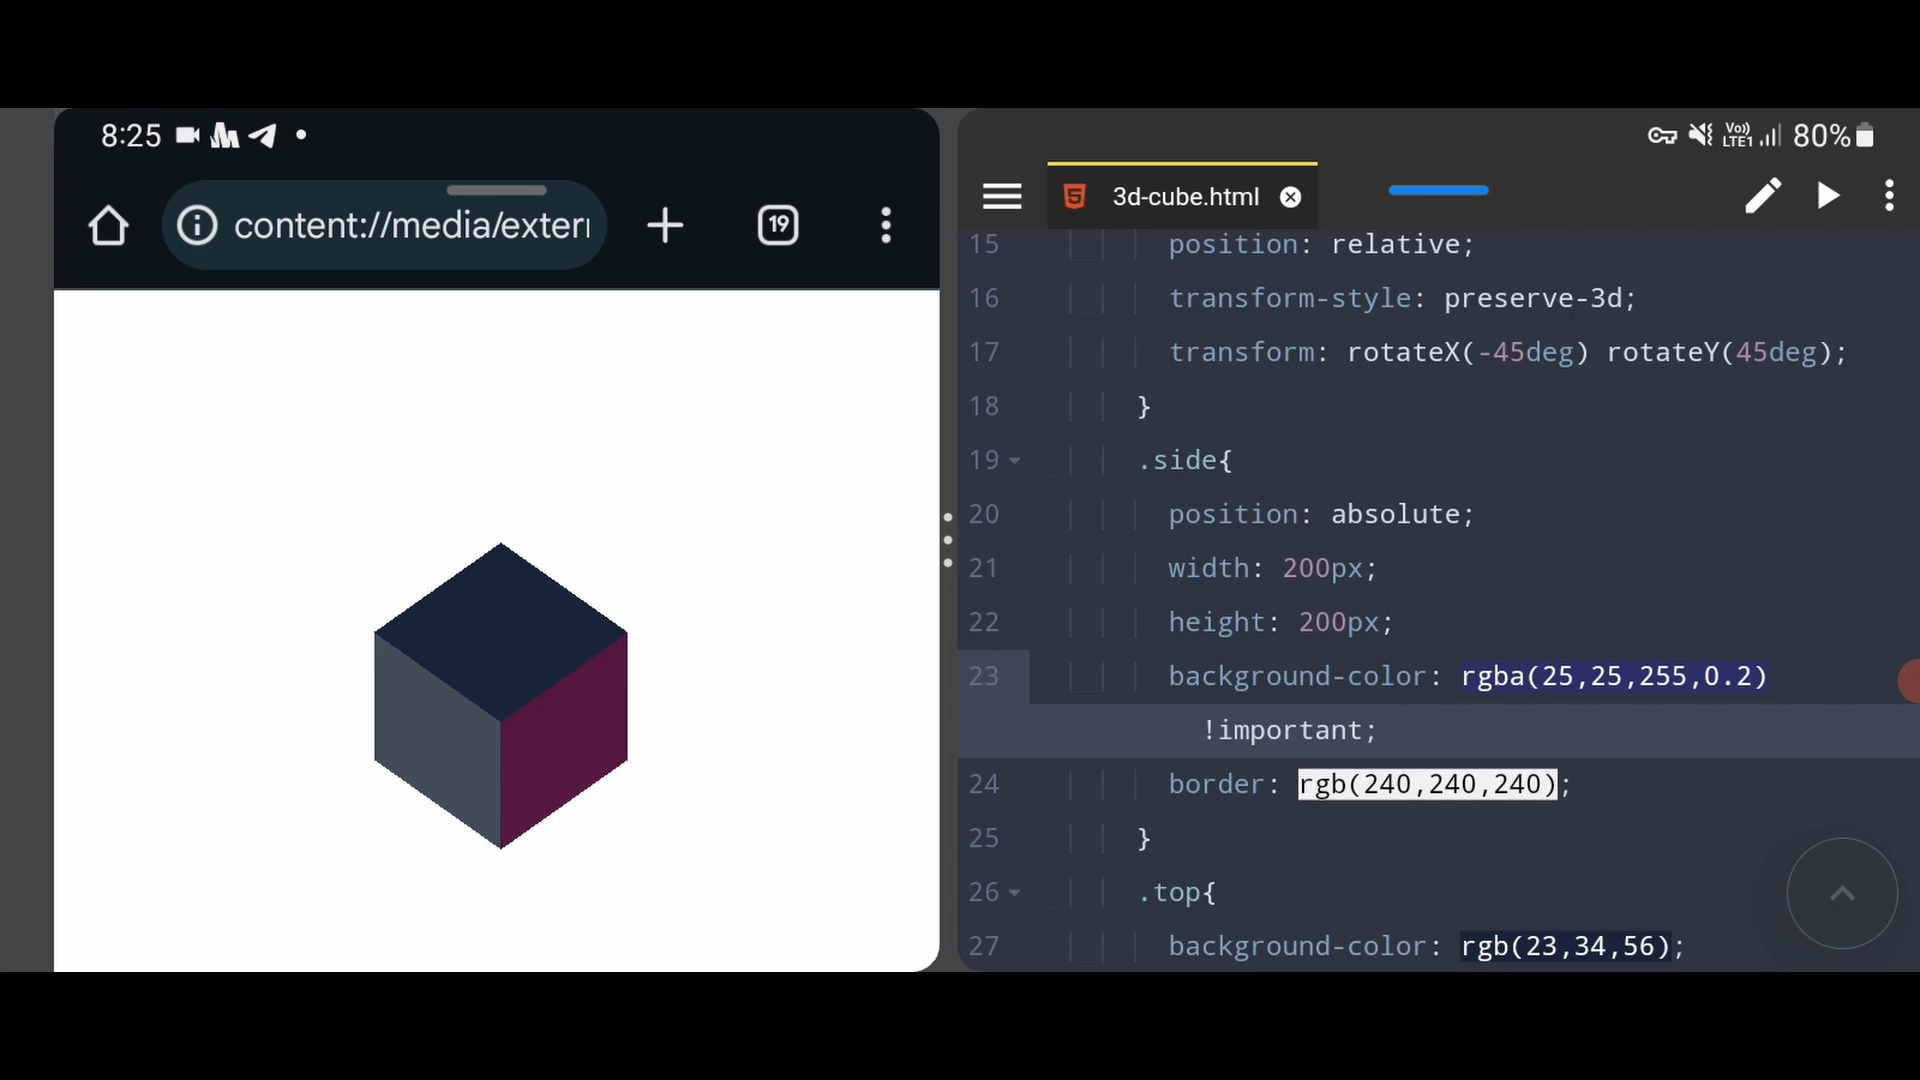 8:25
content://media/exter
19
Vo))
LTE1
80%
3d-cube.html
15 position: relative;
16 transform-style: preserve-3d;
17 transform: rotateX(-45deg) rotateY(45deg);
18 }
19 .side{
20 position: absolute;
21 width: 200px;
22 height: 200px;
23 background-color: rgba(25,25,255,0.2)
!important;
24 border: rgb(240,240,240);
25 }
26 .top{
27 background-color: rgb(23,34,56);